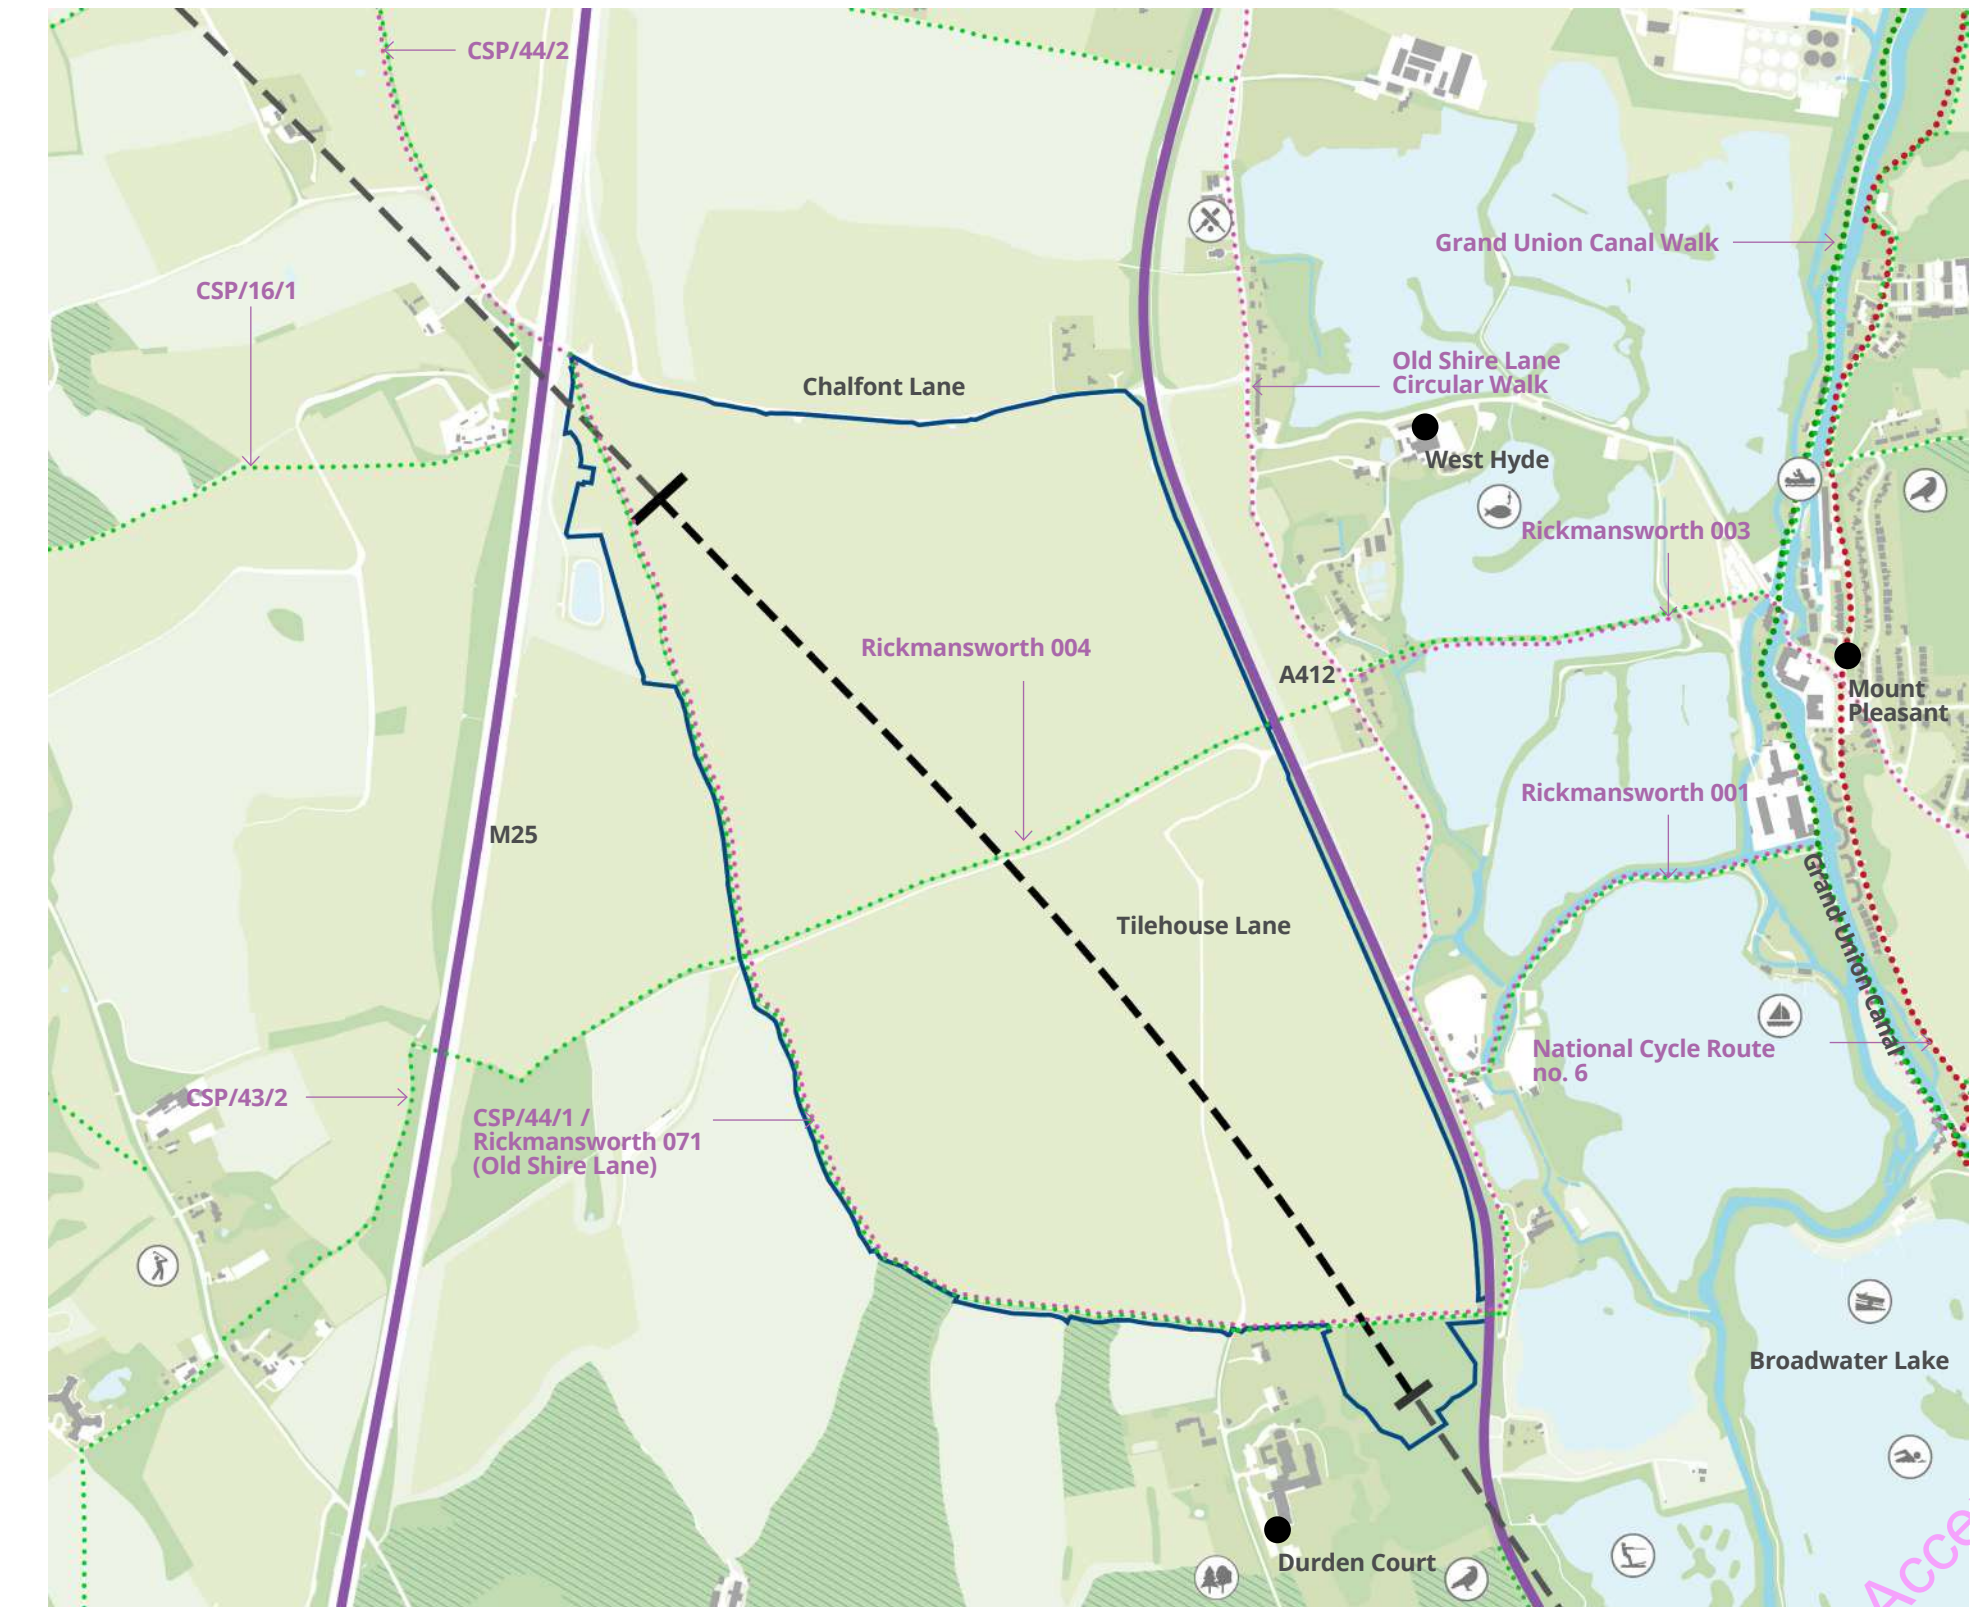 CSP/44/2
Grand Union Canal Walk
CSP/16/1
Old Shire Lane
Circular Walk
Chalfont Lane
West Hyde
Rickmansworth 003
Rickmansworth 004
A412
Mount
Pleasant
Rickmansworth 001
M25
Grand Union Canal
Tilehouse Lane
National Cycle Route
no. 6
CSP/43/2
CSP/44/1 /
Rickmansworth 071
(Old Shire Lane)
Broadwater Lake
Durden Court
Acce